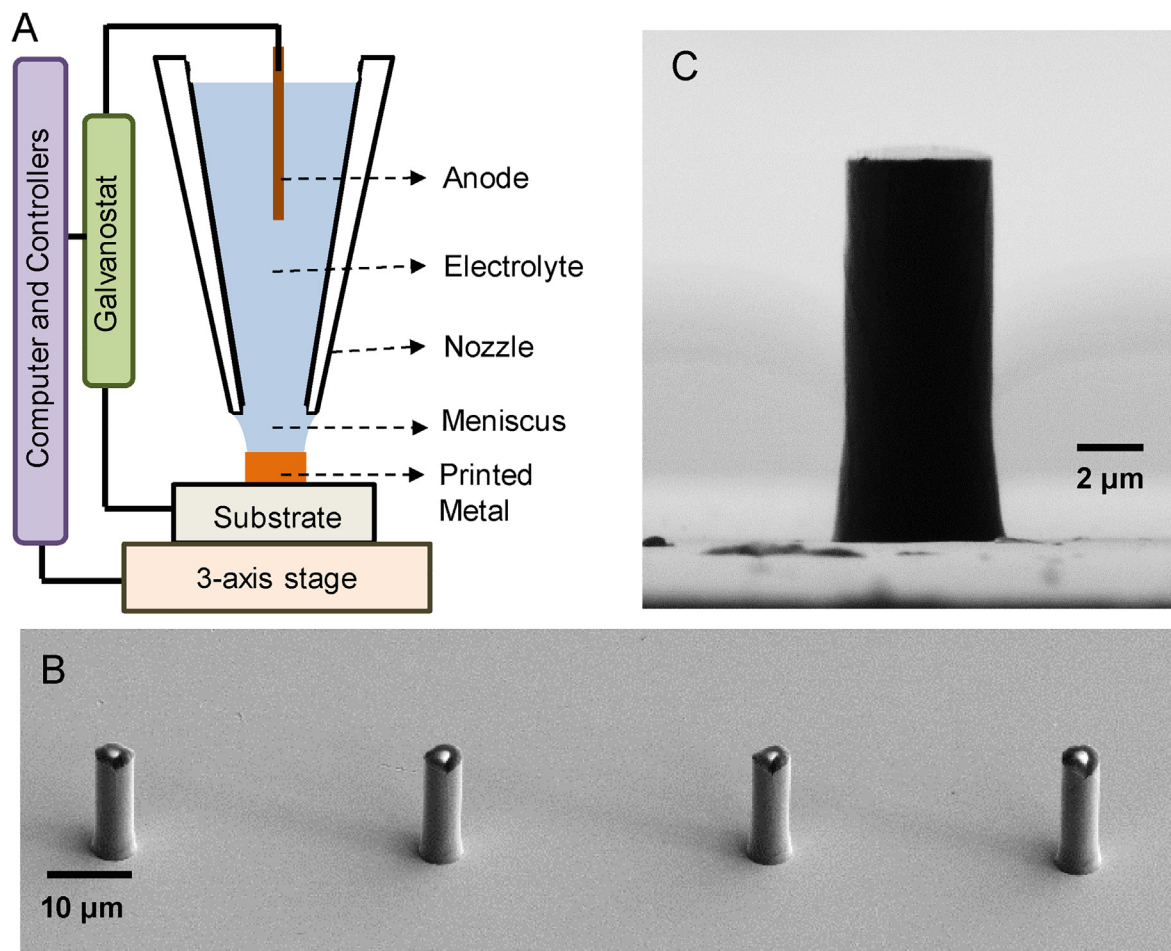 A
Computer and Controllers
Galvanostat
Anode
Electrolyte
Nozzle
Meniscus
Printed
Metal
Substrate
3-axis stage
C
2 µm
B
10 µm